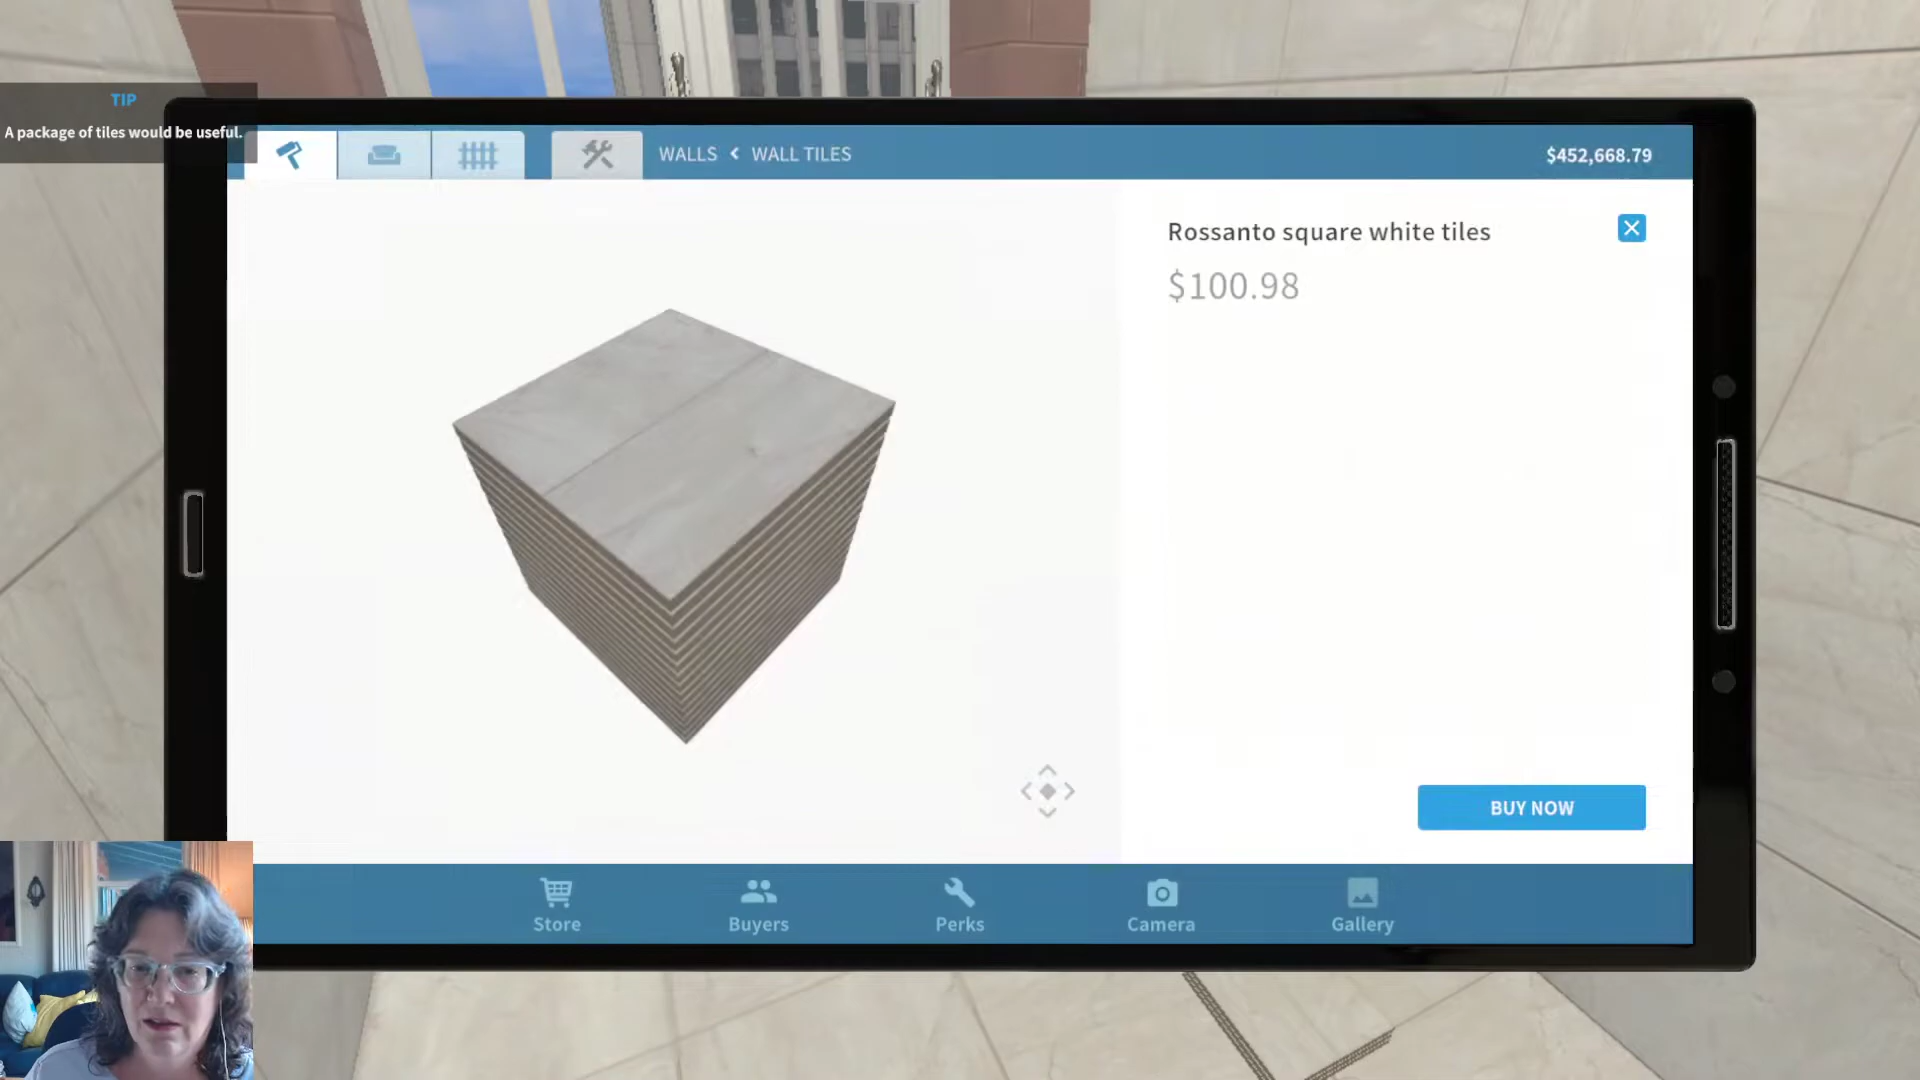 TIP
A package of tiles would be useful.
WALLS < WALL TILES
$452,668.79
Rossanto square white tiles
$100.98
BUY NOW
Store
Buyers
Perks
Camera
Gallery